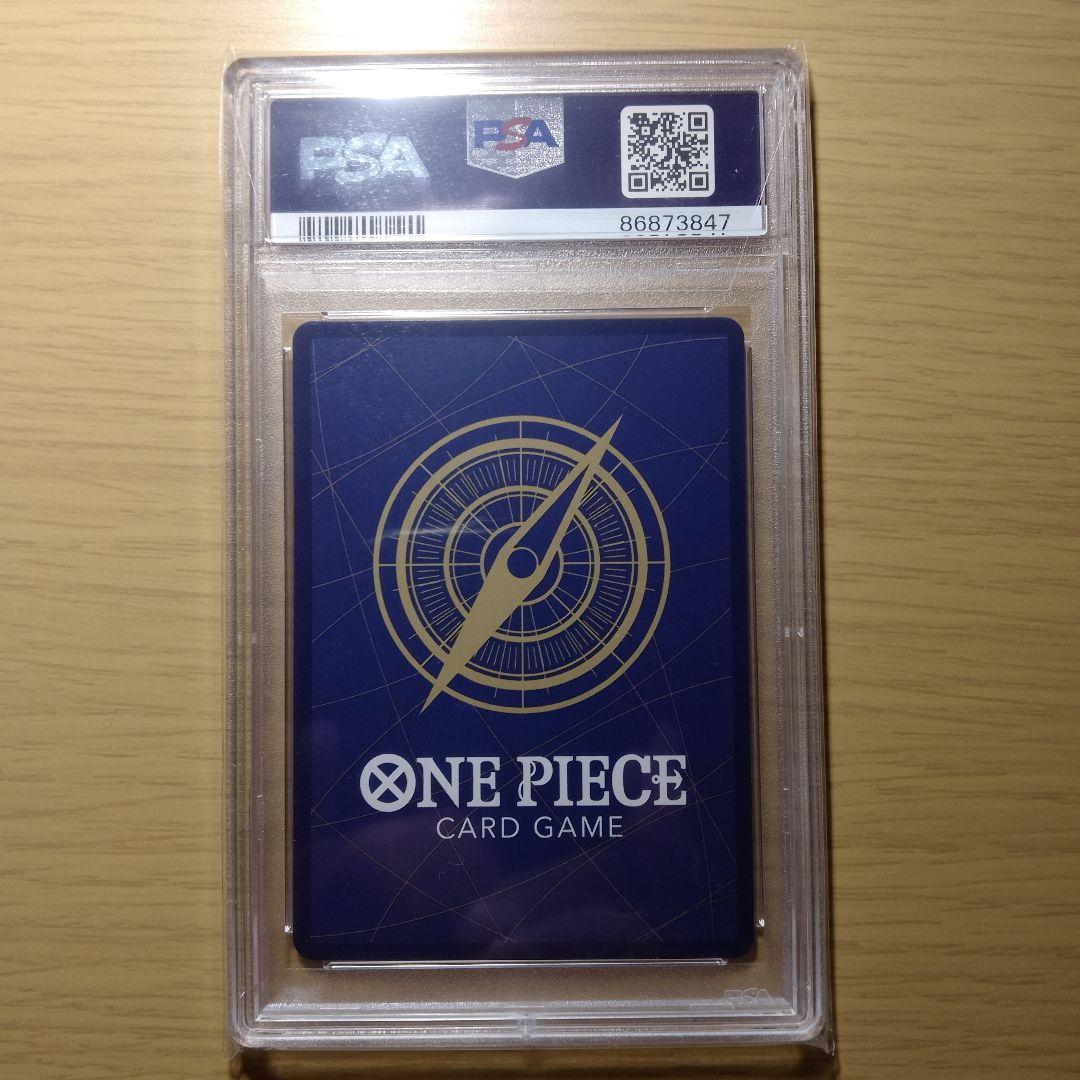 PSA
PSA
86873847
ONE PIECE
CARD GAME
PSA